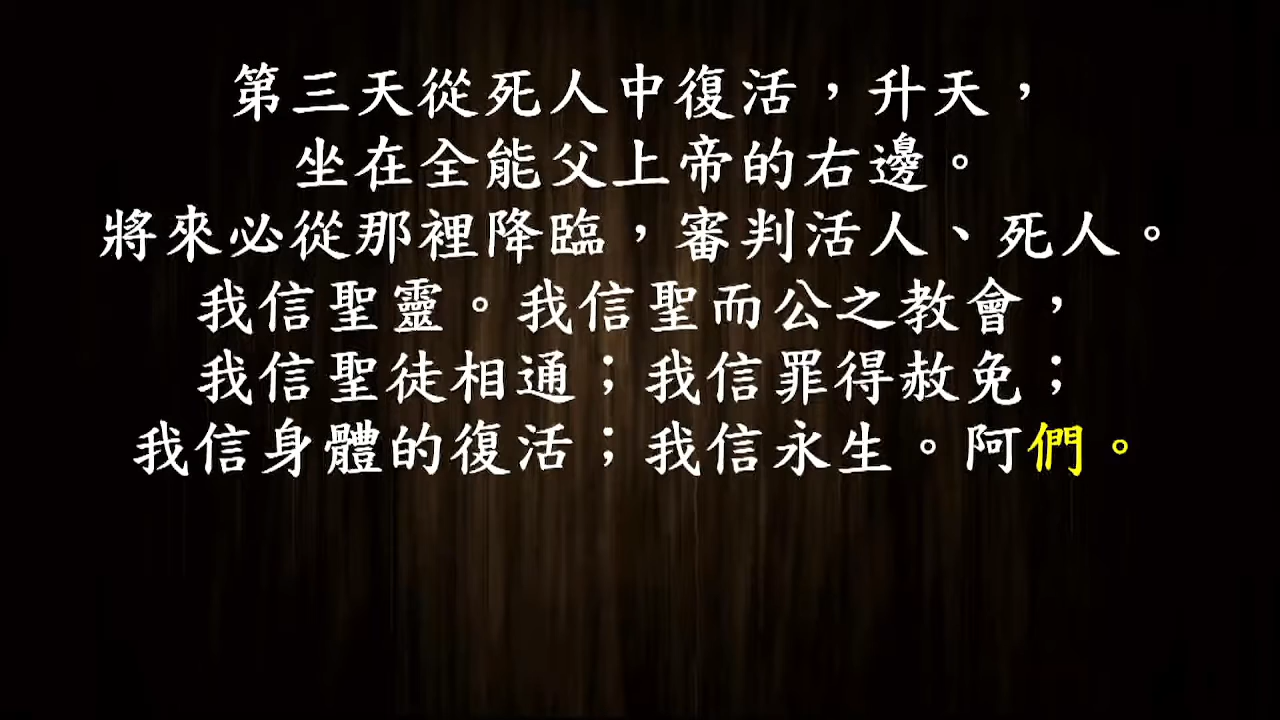 第三天從死人中復活，升天，
坐在全能父上帝的右邊。
將來必從那裡降臨，審判活人、死人。
我信聖靈。我信聖而公之教會，
我信聖徒相通；我信罪得赦免；
我信身體的復活；我信永生。阿們。